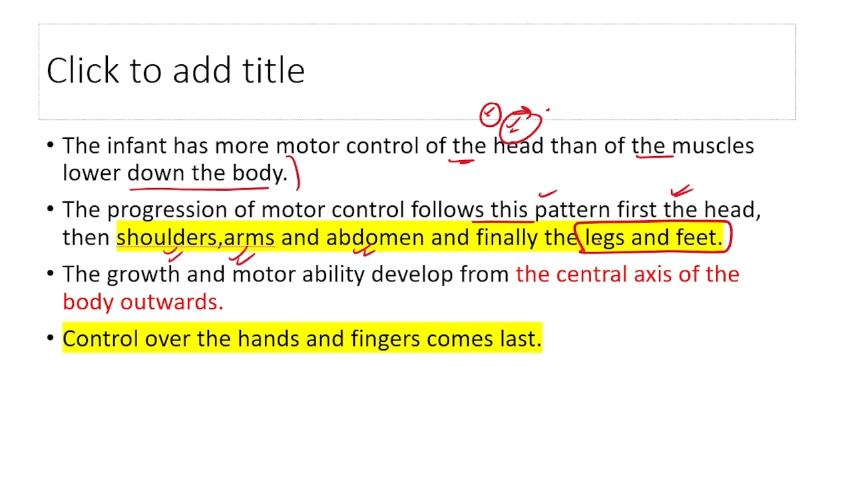 Click to add title
• The infant has more motor control of the head than of the muscles
lower down the body.
• The progression of motor control follows this pattern first the head,
then shoulders,arms and abdomen and finally the legs and feet.
• The growth and motor ability develop from the central axis of the
body outwards.
• Control over the hands and fingers comes last.